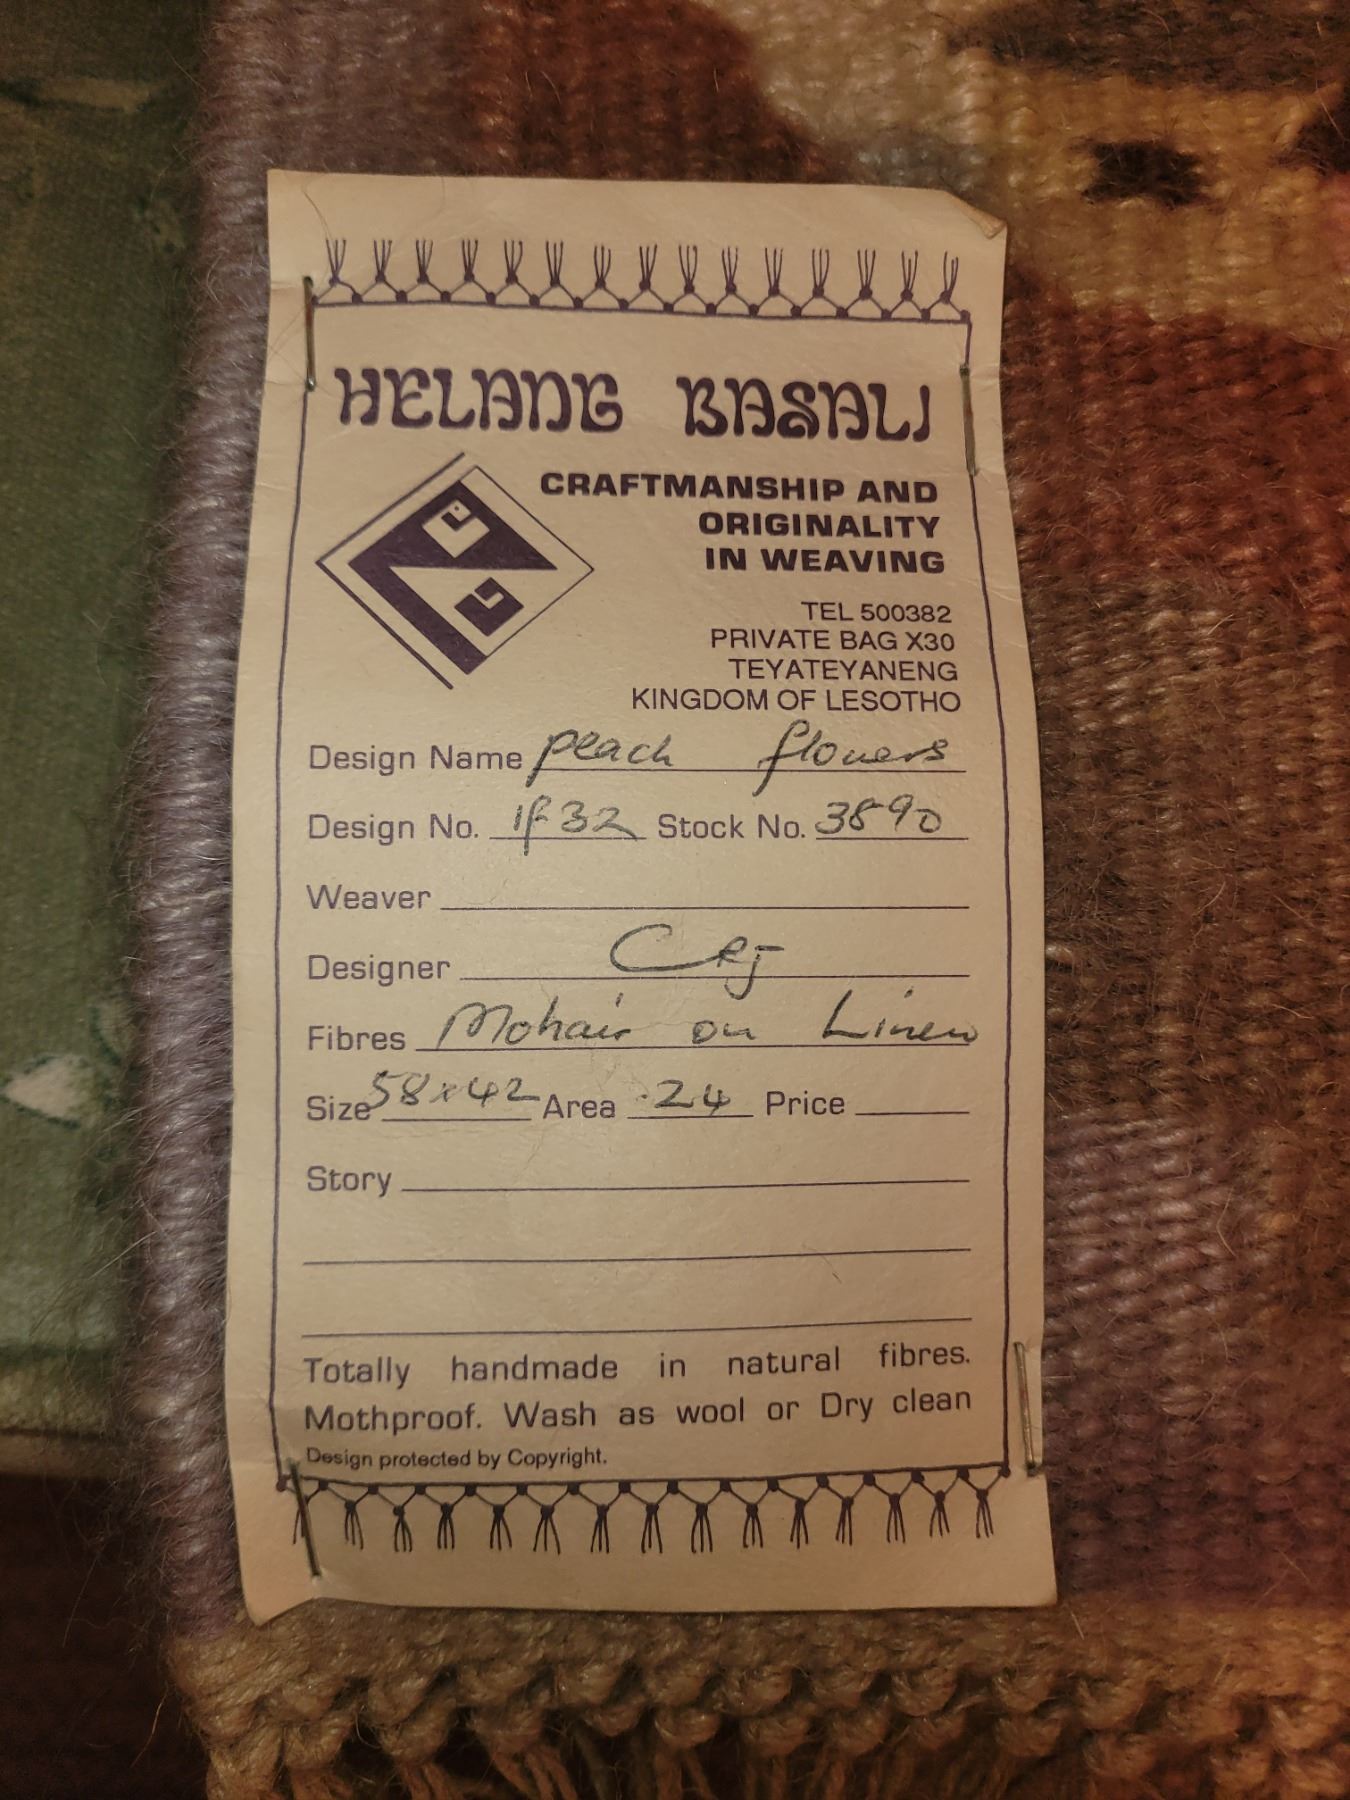 HELANG BASALI
CRAFTMANSHIP AND
ORIGINALITY
IN WEAVING
TEL 500382
PRIVATE BAG X30
TEYATEYANENG
KINGDOM OF LESOTHO
Design Name peach flowers
Design No. 1f32 Stock No. 3890
Weaver
Designer
Fibres Mohair on Linen
Size 58x42 Area .24 Price
Story
Totally handmade in natural fibres.
Mothproof. Wash as wool or Dry clean
Design protected by Copyright.